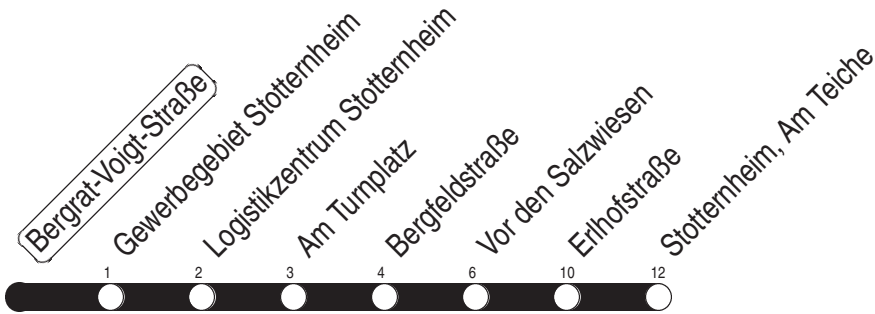 Bergrat-Voigt-Straße
Gewerbegebiet Stotternheim
Logistikzentrum Stotternheim
Am Turnplatz
Bergfeldstraße
Vor den Salzwiesen
Erlhofstraße
Stotternheim, Am Teiche
1 2 3 4 6 10 12